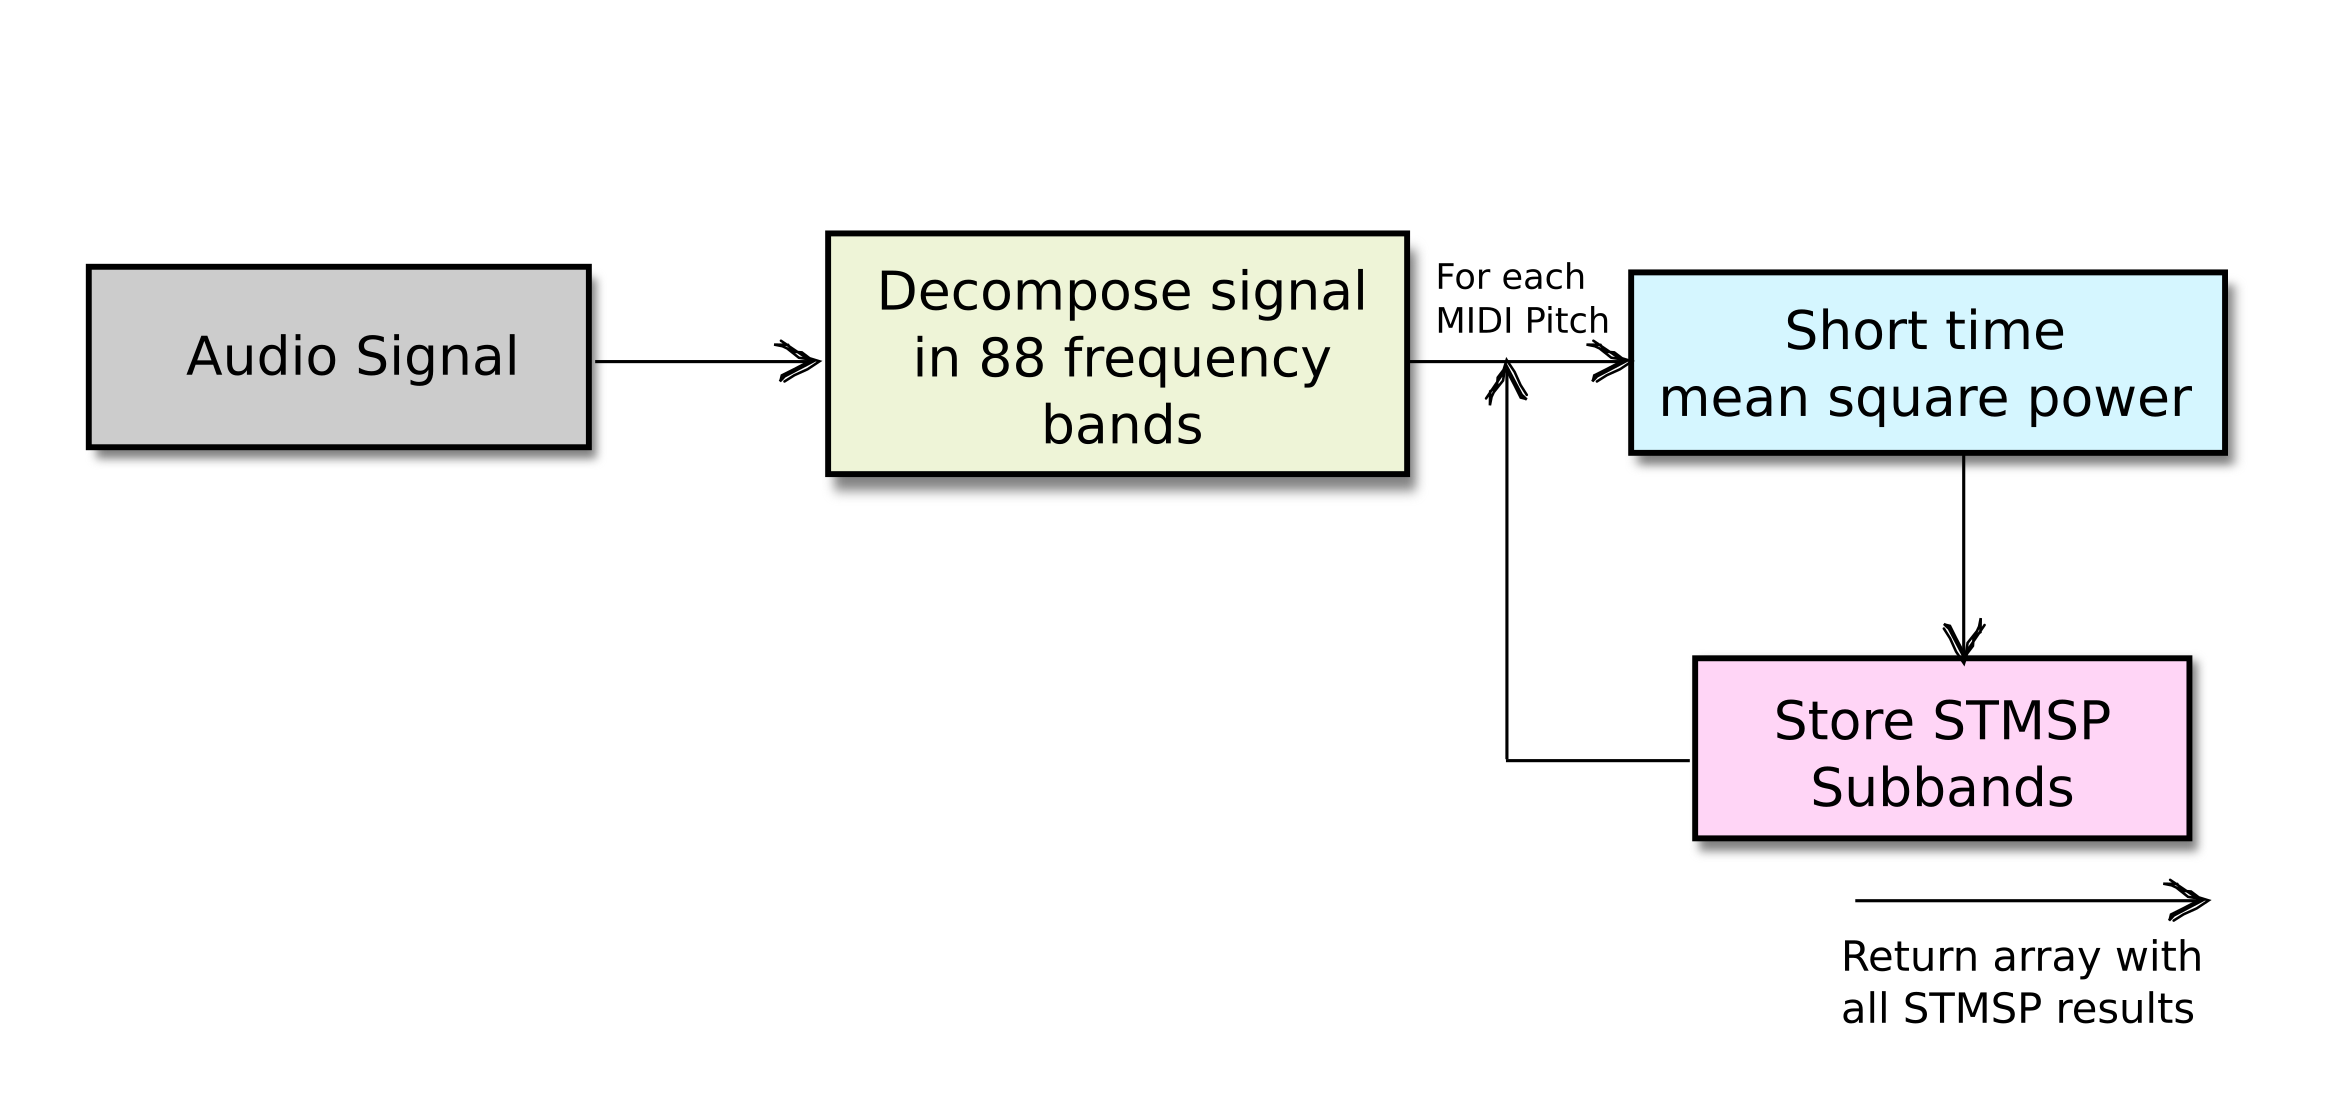 Audio Signal
Decompose signal
in 88 frequency
bands
For each
MIDI Pitch
Short time
mean square power
Store STMSP
Subbands
Return array with
all STMSP results